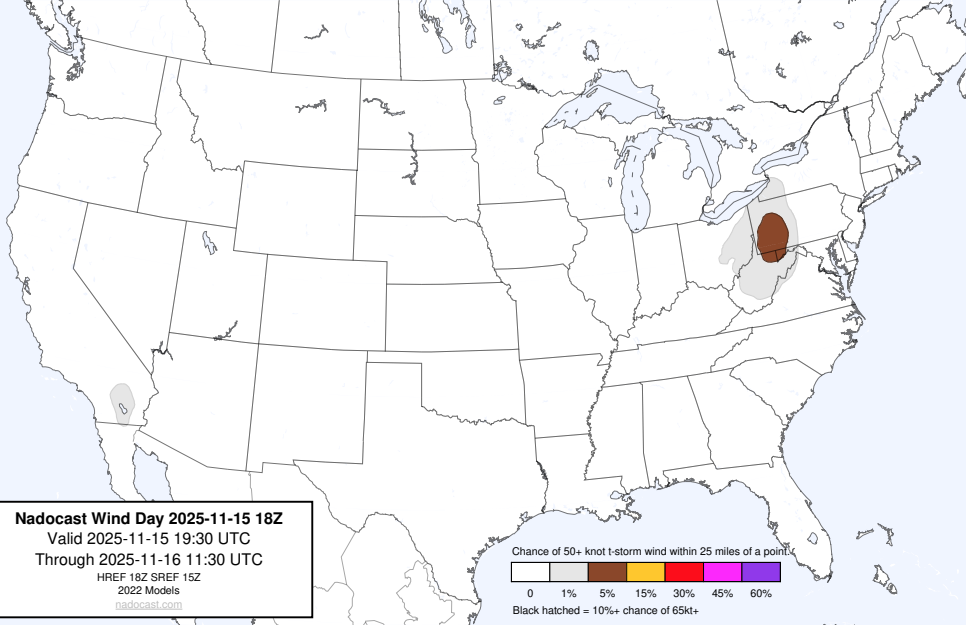 Nadocast Wind Day 2025-11-15 18Z
Valid 2025-11-15 19:30 UTC
Through 2025-11-16 11:30 UTC
HREF 18Z SREF 15Z
2022 Models
nadocast.com
Chance of 50+ knot t-storm wind within 25 miles of a point.
0 1% 5% 15% 30% 45% 60%
Black hatched = 10%+ chance of 65kt+